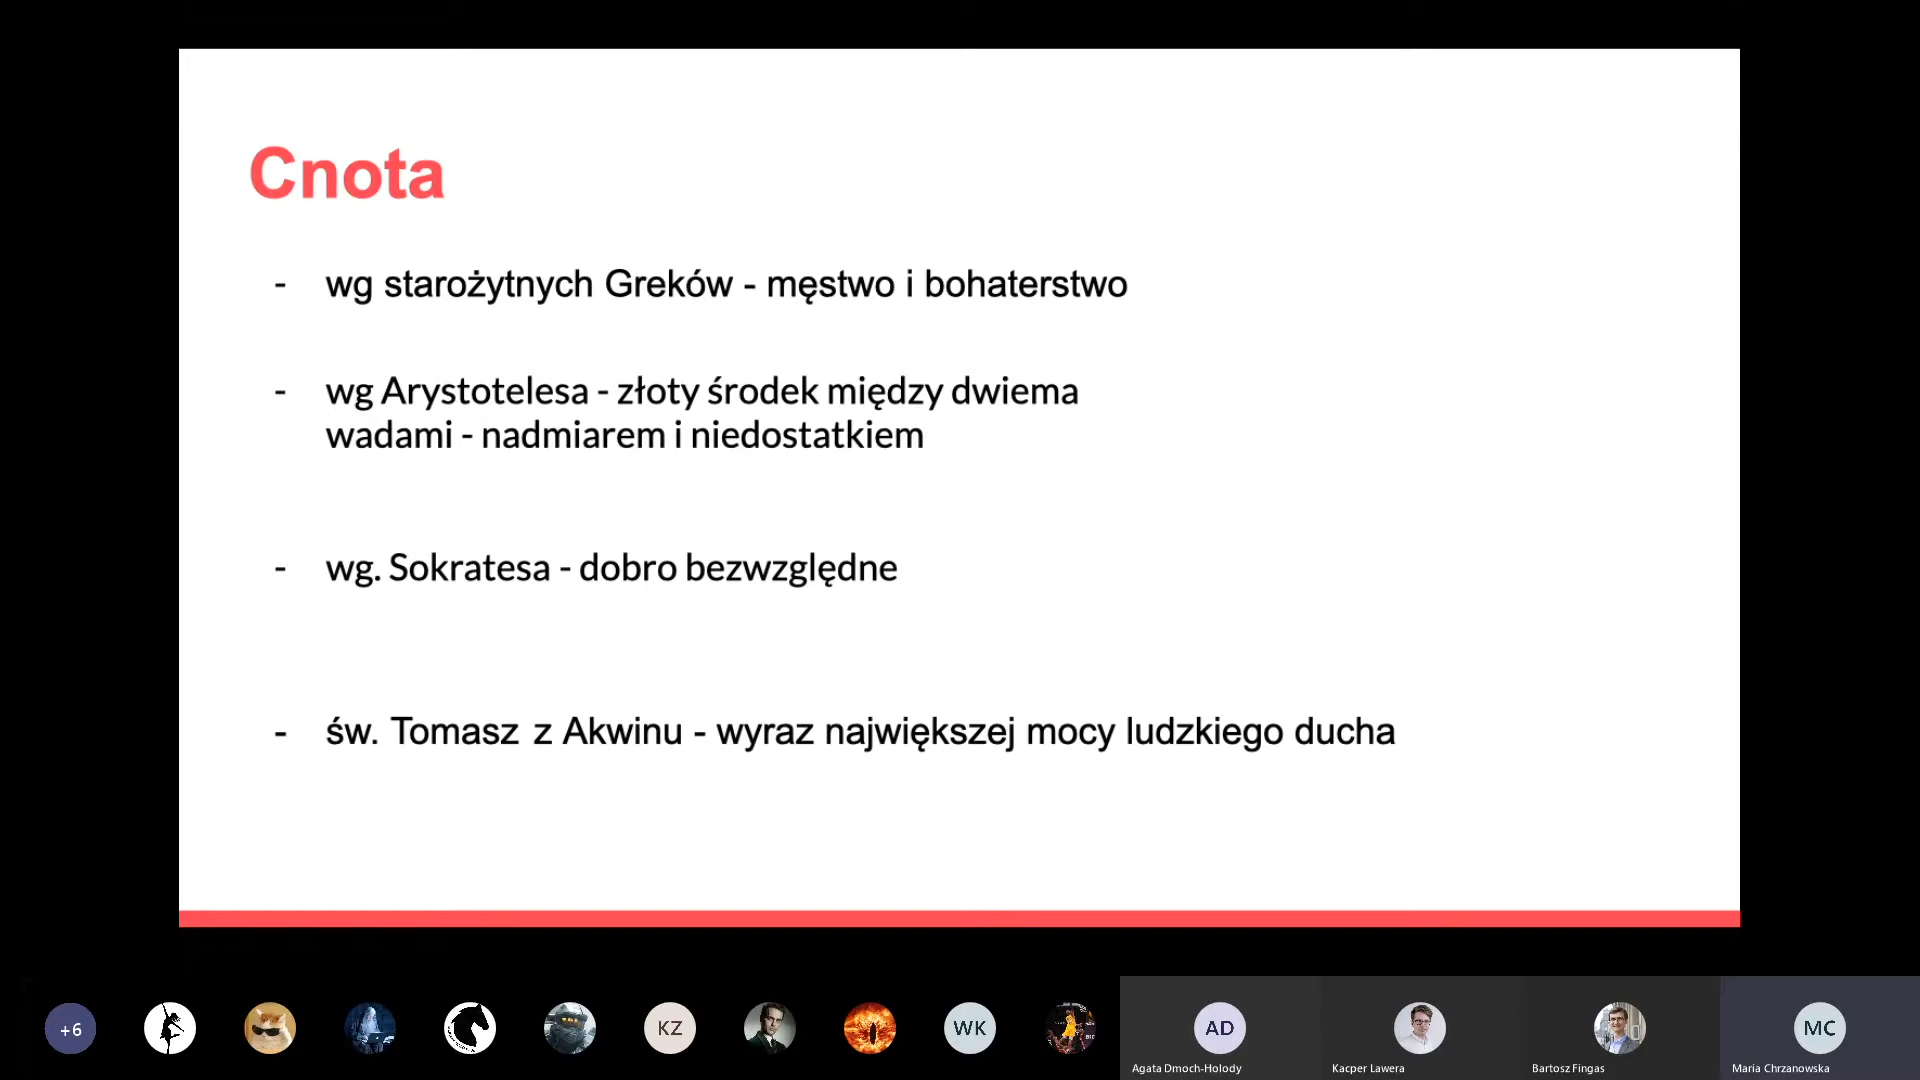 Cnota
- wg starożytnych Greków - męstwo i bohaterstwo
- wg Arystotelesa - złoty środek między dwiema
wadami - nadmiarem i niedostatkiem
- wg. Sokratesa - dobro bezwzględne
- św. Tomasz z Akwinu - wyraz największej mocy ludzkiego ducha
+6
KZ
WK
AD
MC
Agata Dmoch-Holody
Kacper Lawera
Bartosz Fingas
Maria Chrzanowska